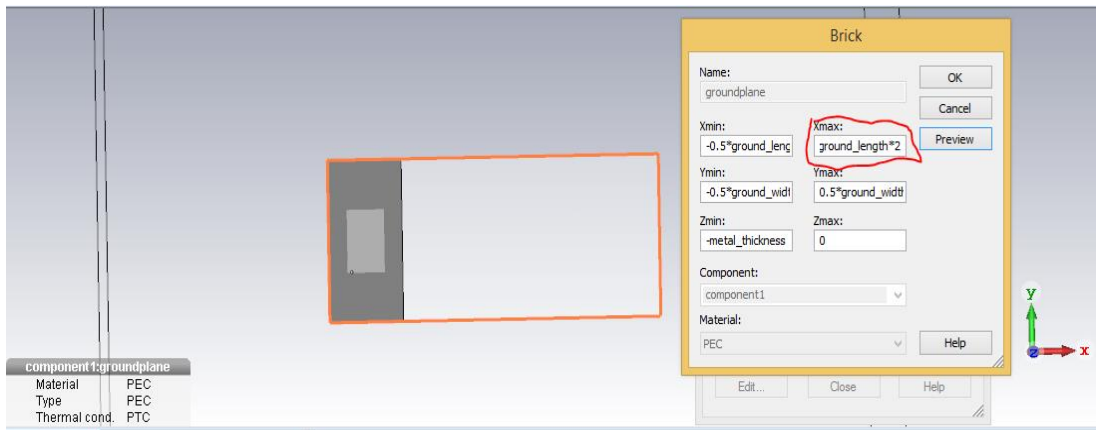 Brick
Name:
groundplane
OK
Cancel
Xmin:
Xmax:
-0.5*ground_leng
ground_length*2
Preview
Ymin:
Ymax:
-0.5*ground_widt
0.5*ground_width
Zmin:
Zmax:
-metal_thickness
0
Component:
component1
Material:
PEC
Help
Edit...
Close
Help
y
z
x
component1:groundplane
Material PEC
Type PEC
Thermal cond. PTC